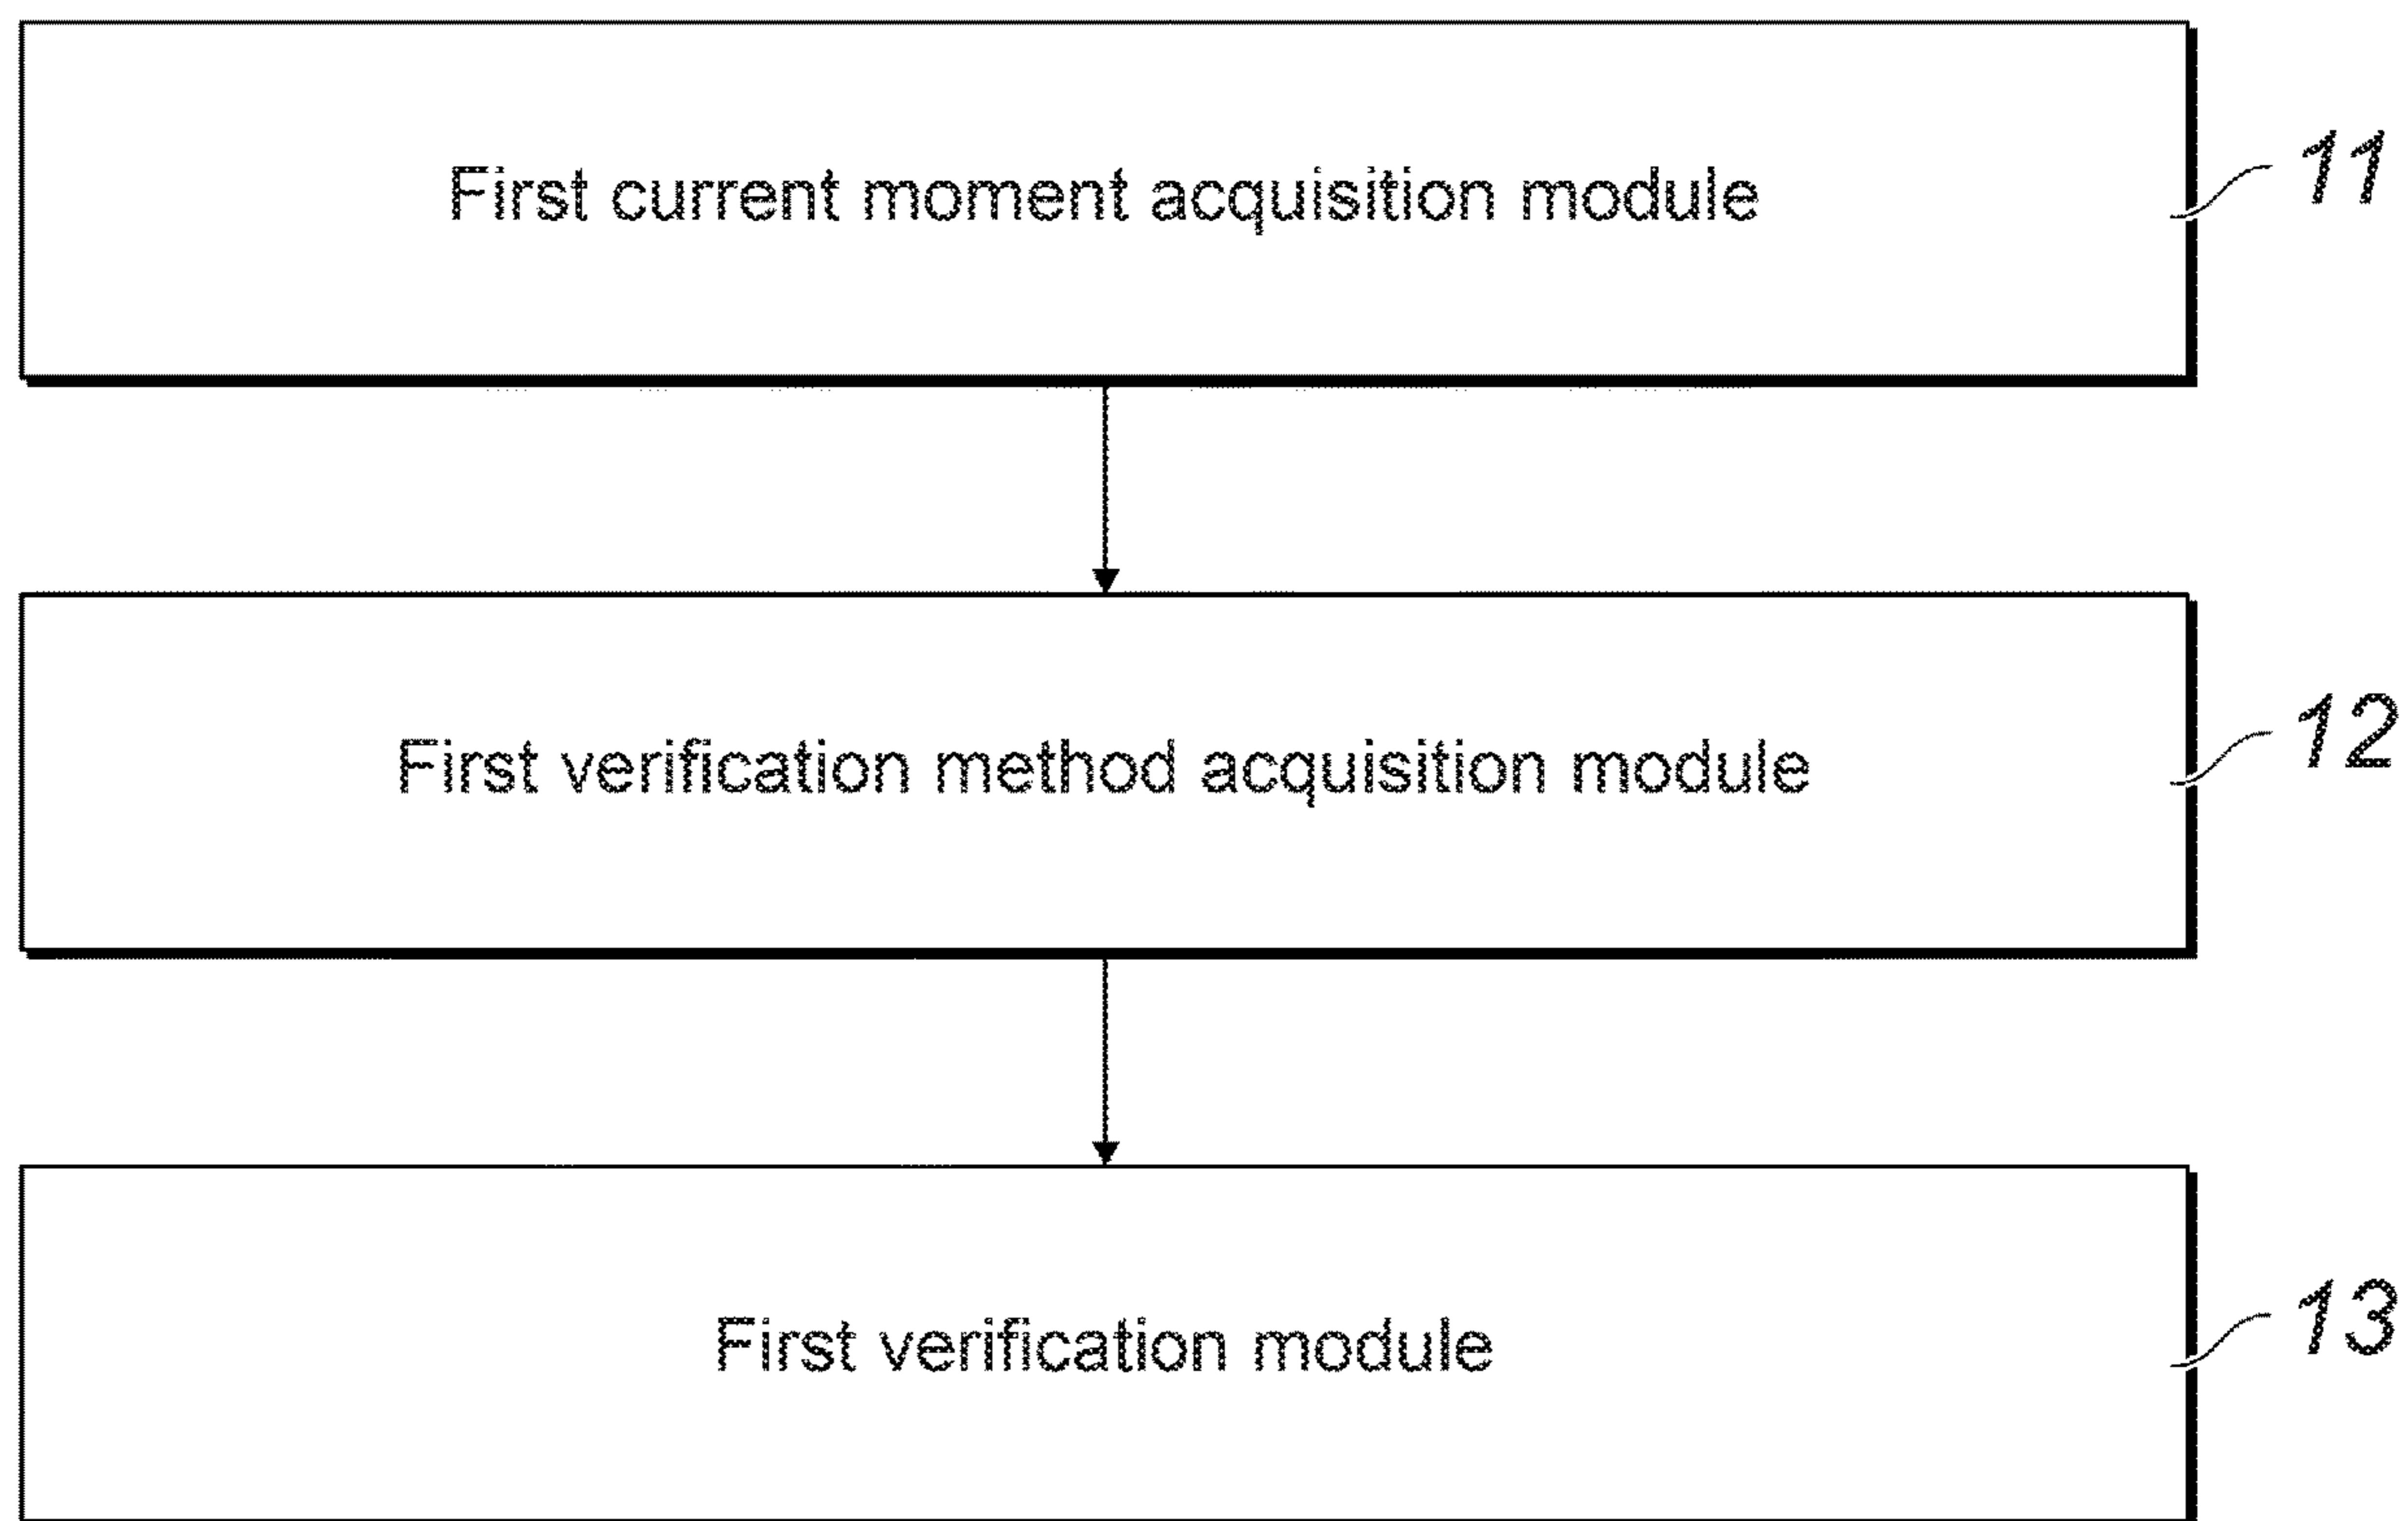 First current moment acquisition module
11
First verification method acquisition module
12
First verification module
13